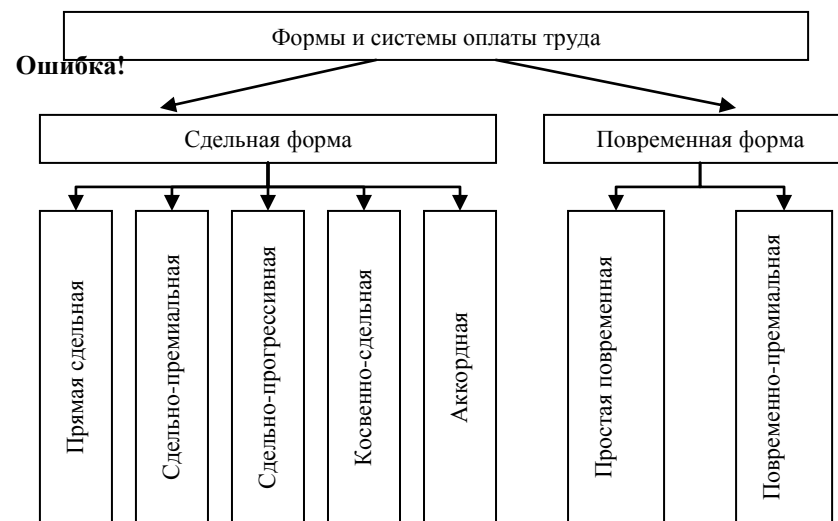 Формы и системы оплаты труда
Ошибка!
Сдельная форма
Повременная форма
Прямая сдельная
Сдельно-премиальная
Сдельно-прогрессивная
Косвенно-сдельная
Аккордная
Простая повременная
Повременно-премиальная